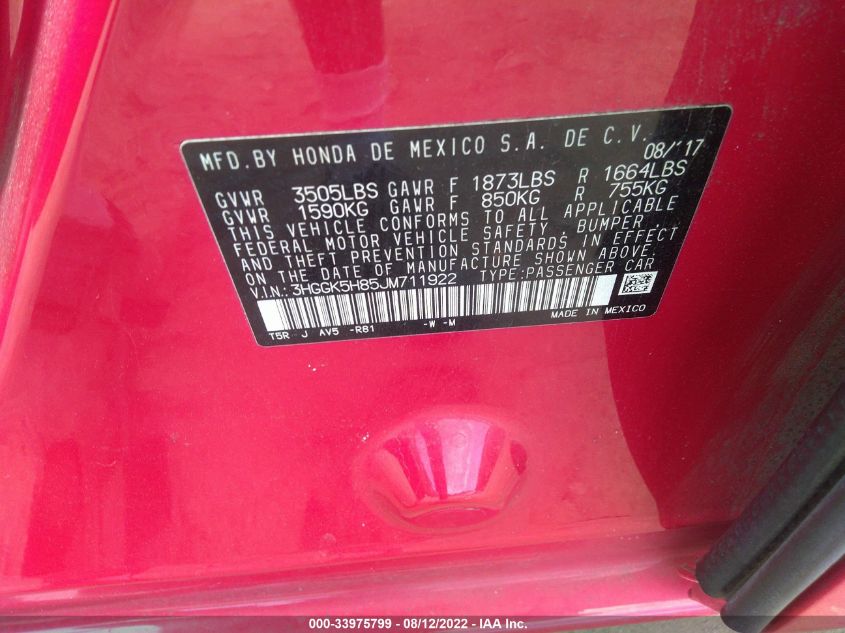 MFD.BY HONDA DE MEXICO S.A. DE C.V. 08/'17
GVWR 3505LBS GAWR F 1873LBS R 1664LBS
GVWR 1590KG GAWR F 850KG R 755KG
THIS VEHICLE CONFORMS TO ALL APPLICABLE
FEDERAL MOTOR VEHICLE SAFETY, BUMPER
AND THEFT PREVENTION STANDARDS IN EFFECT
ON THE DATE OF MANUFACTURE SHOWN ABOVE
V.I.N.: 3HGGK5H85JM711922 TYPE:PASSENGER CAR
T5R J AV5 -R81 -W -M MADE IN MEXICO
000-33975799 - 08/12/2022 - IAA Inc.